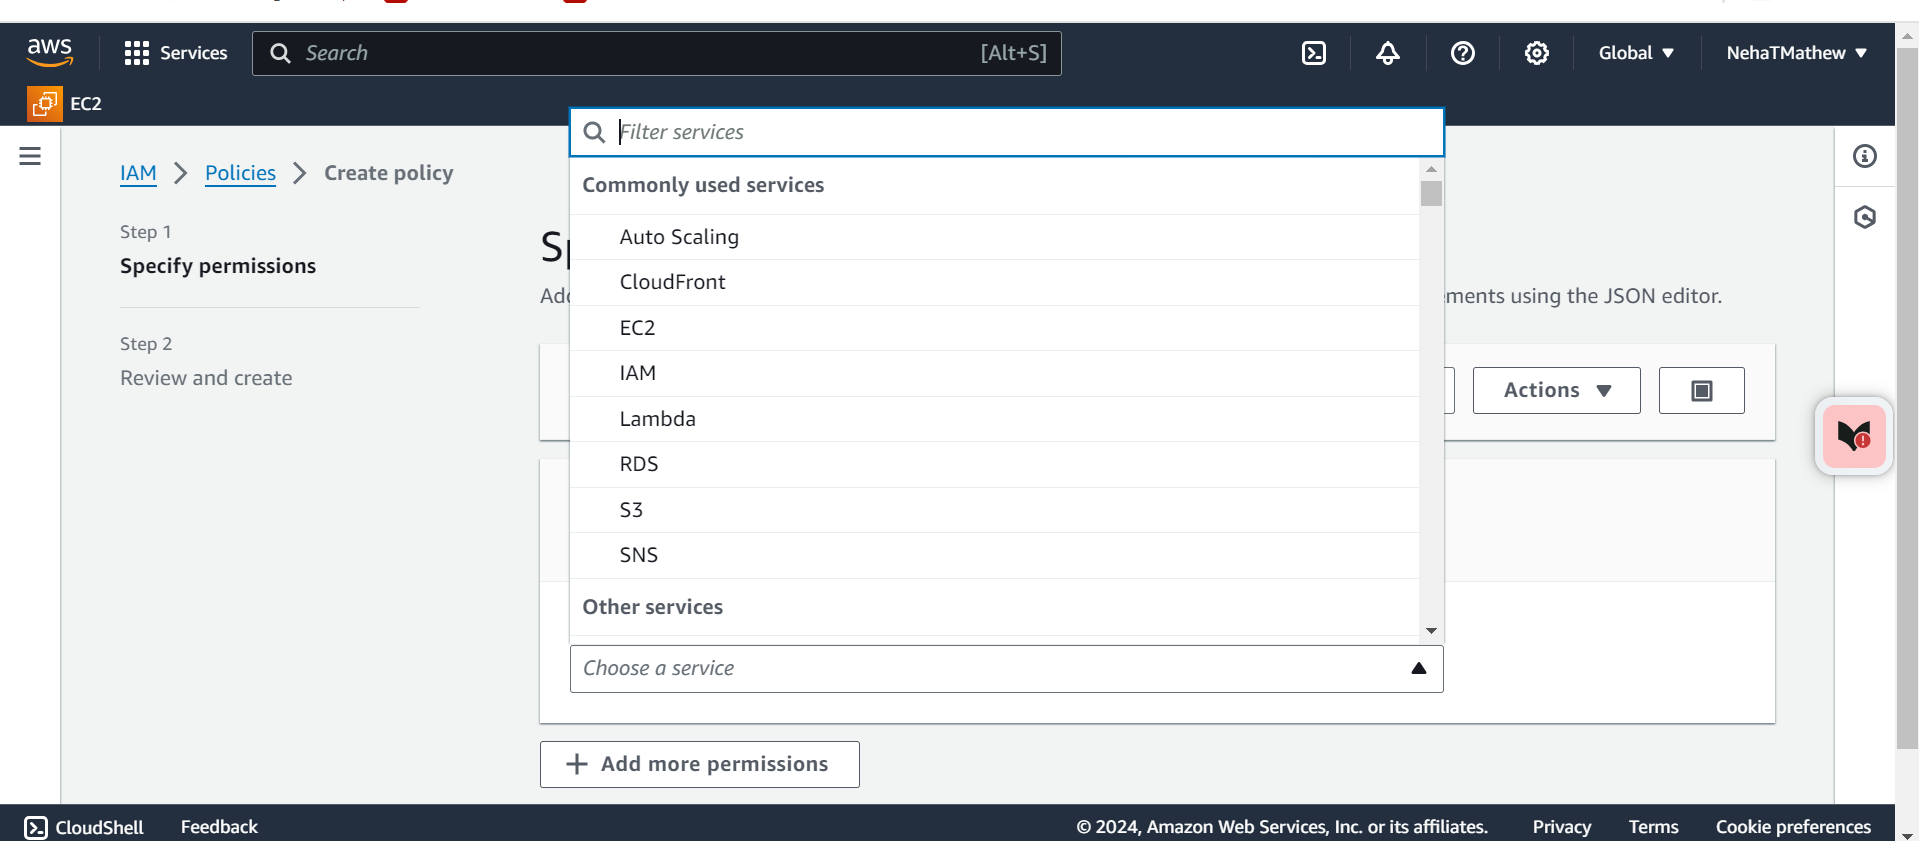 aws
Services
Search
[Alt+S]
Global
NehaTMathew
EC2
Filter services
IAM
Policies
Create policy
Commonly used services
Step 1
Specify permissions
Auto Scaling
CloudFront
EC2
IAM
Lambda
RDS
S3
SNS
Other services
Choose a service
ements using the JSON editor.
Step 2
Review and create
Actions
Add more permissions
CloudShell
Feedback
© 2024, Amazon Web Services, Inc. or its affiliates.
Privacy
Terms
Cookie preferences